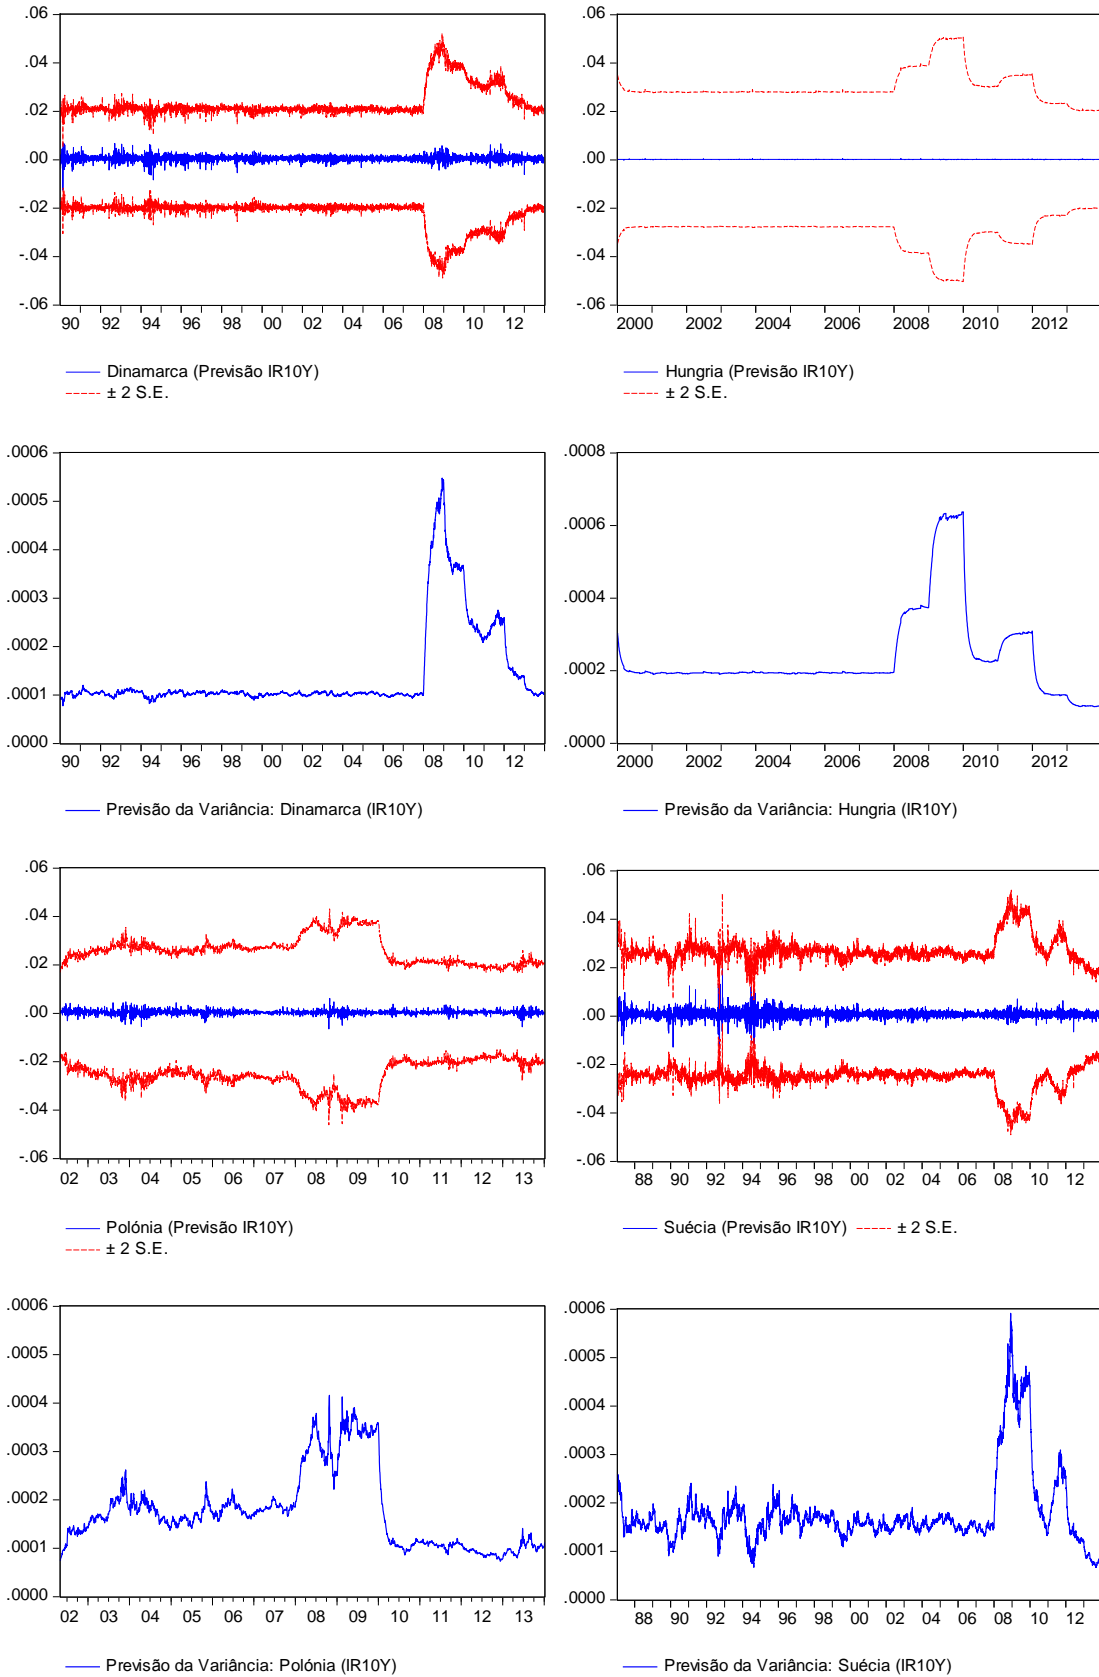 .06
.04
.02
.00
-.02
-.04
-.06
90 92 94 96 98 00 02 04 06 08 10 12
Dinamarca (Previsão IR10Y)
± 2 S.E.
.06
.04
.02
.00
-.02
-.04
-.06
2000 2002 2004 2006 2008 2010 2012
Hungria (Previsão IR10Y)
± 2 S.E.
.0006
.0005
.0004
.0003
.0002
.0001
.0000
90 92 94 96 98 00 02 04 06 08 10 12
Previsão da Variância: Dinamarca (IR10Y)
.0008
.0006
.0004
.0002
.0000
2000 2002 2004 2006 2008 2010 2012
Previsão da Variância: Hungria (IR10Y)
.06
.04
.02
.00
-.02
-.04
-.06
02 03 04 05 06 07 08 09 10 11 12 13
Polónia (Previsão IR10Y)
± 2 S.E.
.06
.04
.02
.00
-.02
-.04
-.06
88 90 92 94 96 98 00 02 04 06 08 10 12
Suécia (Previsão IR10Y) ± 2 S.E.
.0006
.0005
.0004
.0003
.0002
.0001
.0000
02 03 04 05 06 07 08 09 10 11 12 13
Previsão da Variância: Polónia (IR10Y)
.0006
.0005
.0004
.0003
.0002
.0001
.0000
88 90 92 94 96 98 00 02 04 06 08 10 12
Previsão da Variância: Suécia (IR10Y)